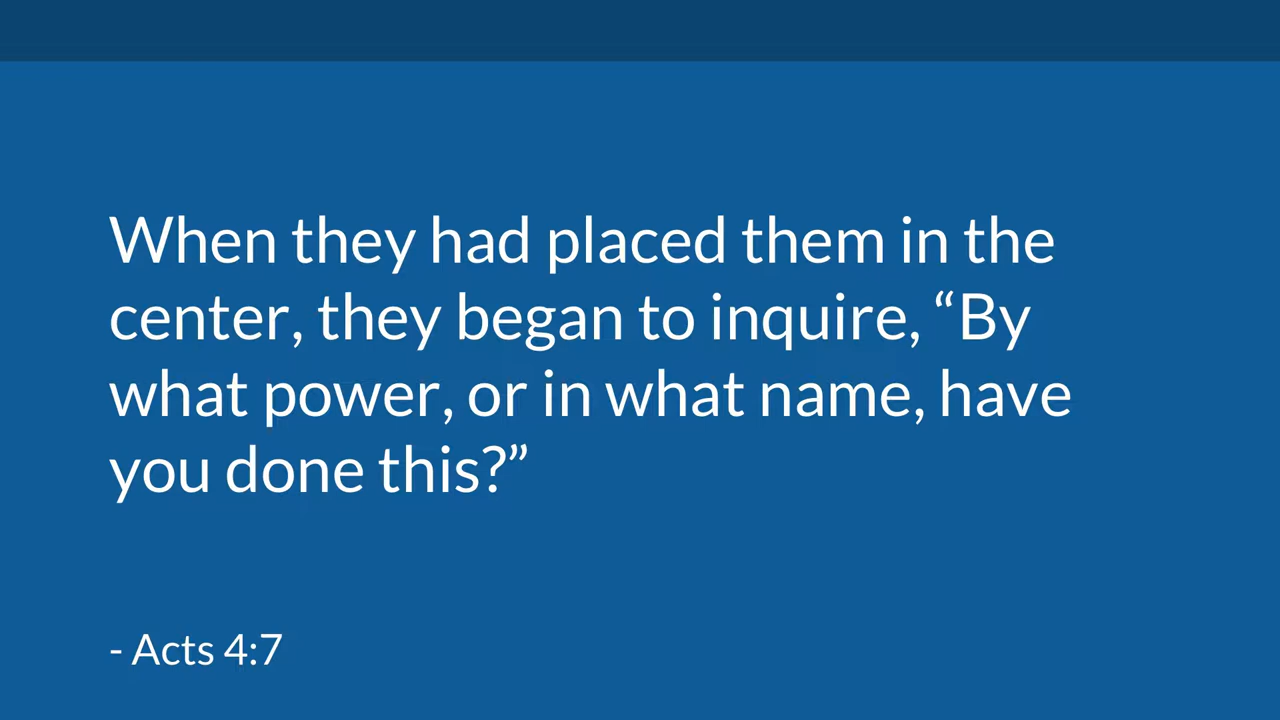 When they had placed them in the
center, they began to inquire, “By
what power, or in what name, have
you done this?”
- Acts 4:7